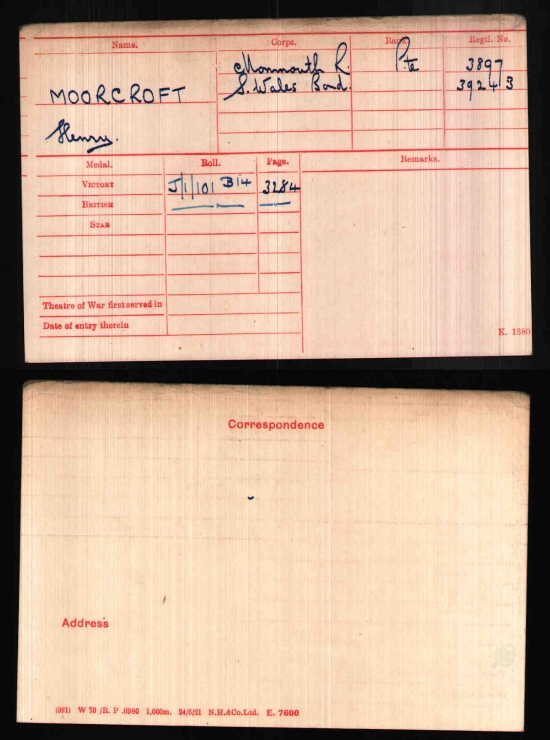 Name. Corps. Rank Regtl. No.
Monmouth R. Pte 3897
MOORCROFT S. Wales Bord. 39243
Henry.
Medal. Roll. Page. Remarks.
VICTORY J/1/101 B14 3284
BRITISH
STAR
Theatre of War first served in
Date of entry therein
K. 1380
Correspondence
Address
(991) W 70 /R. P .6980 1,000m. 24/5/21 N.H.&Co.Ltd. E. 7600